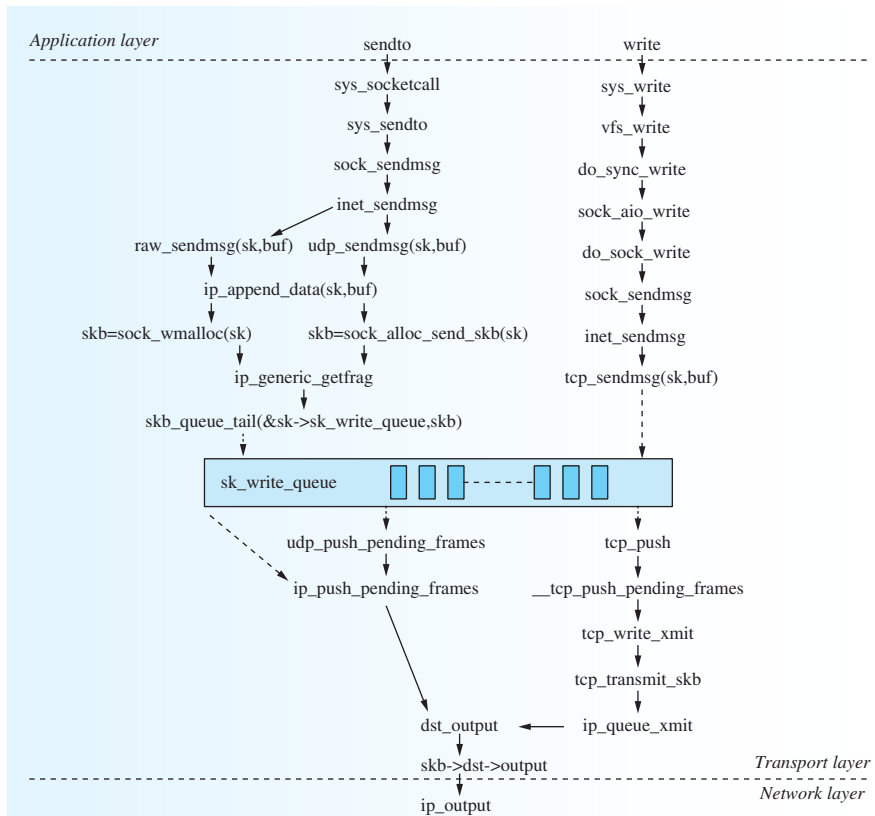 Application layer
sendto write
sys_socketcall sys_write
sys_sendto vfs_write
sock_sendmsg do_sync_write
inet_sendmsg sock_aio_write
raw_sendmsg(sk,buf) udp_sendmsg(sk,buf) do_sock_write
ip_append_data(sk,buf) sock_sendmsg
skb=sock_wmalloc(sk) skb=sock_alloc_send_skb(sk) inet_sendmsg
ip_generic_getfrag tcp_sendmsg(sk,buf)
skb_queue_tail(&sk->sk_write_queue,skb)
sk_write_queue
udp_push_pending_frames tcp_push
ip_push_pending_frames __tcp_push_pending_frames
tcp_write_xmit
tcp_transmit_skb
dst_output ip_queue_xmit
skb->dst->output Transport layer
Network layer
ip_output